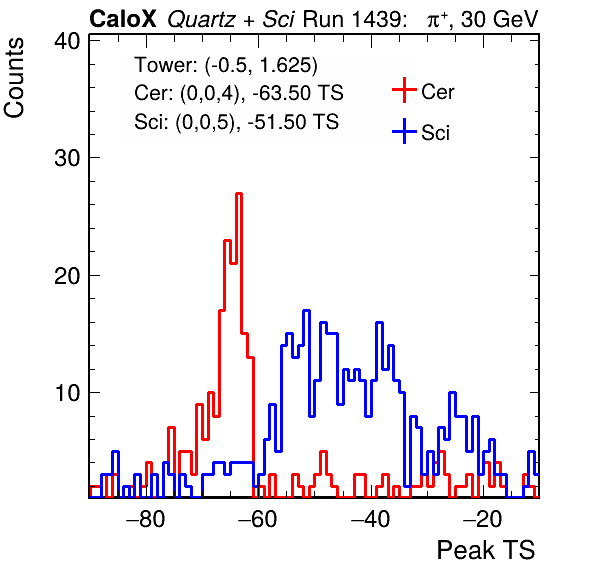 CaloX Quartz + Sci Run 1439: π⁺, 30 GeV
Counts
40
30
20
10
Tower: (-0.5, 1.625)
Cer: (0,0,4), -63.50 TS
Sci: (0,0,5), -51.50 TS
Cer
Sci
−80 −60 −40 −20
Peak TS